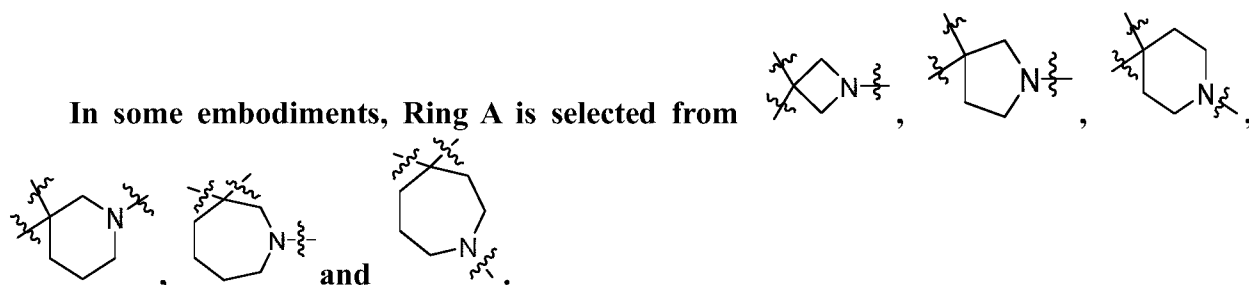 In some embodiments, Ring A is selected from N , N , N ,
N , N and N .